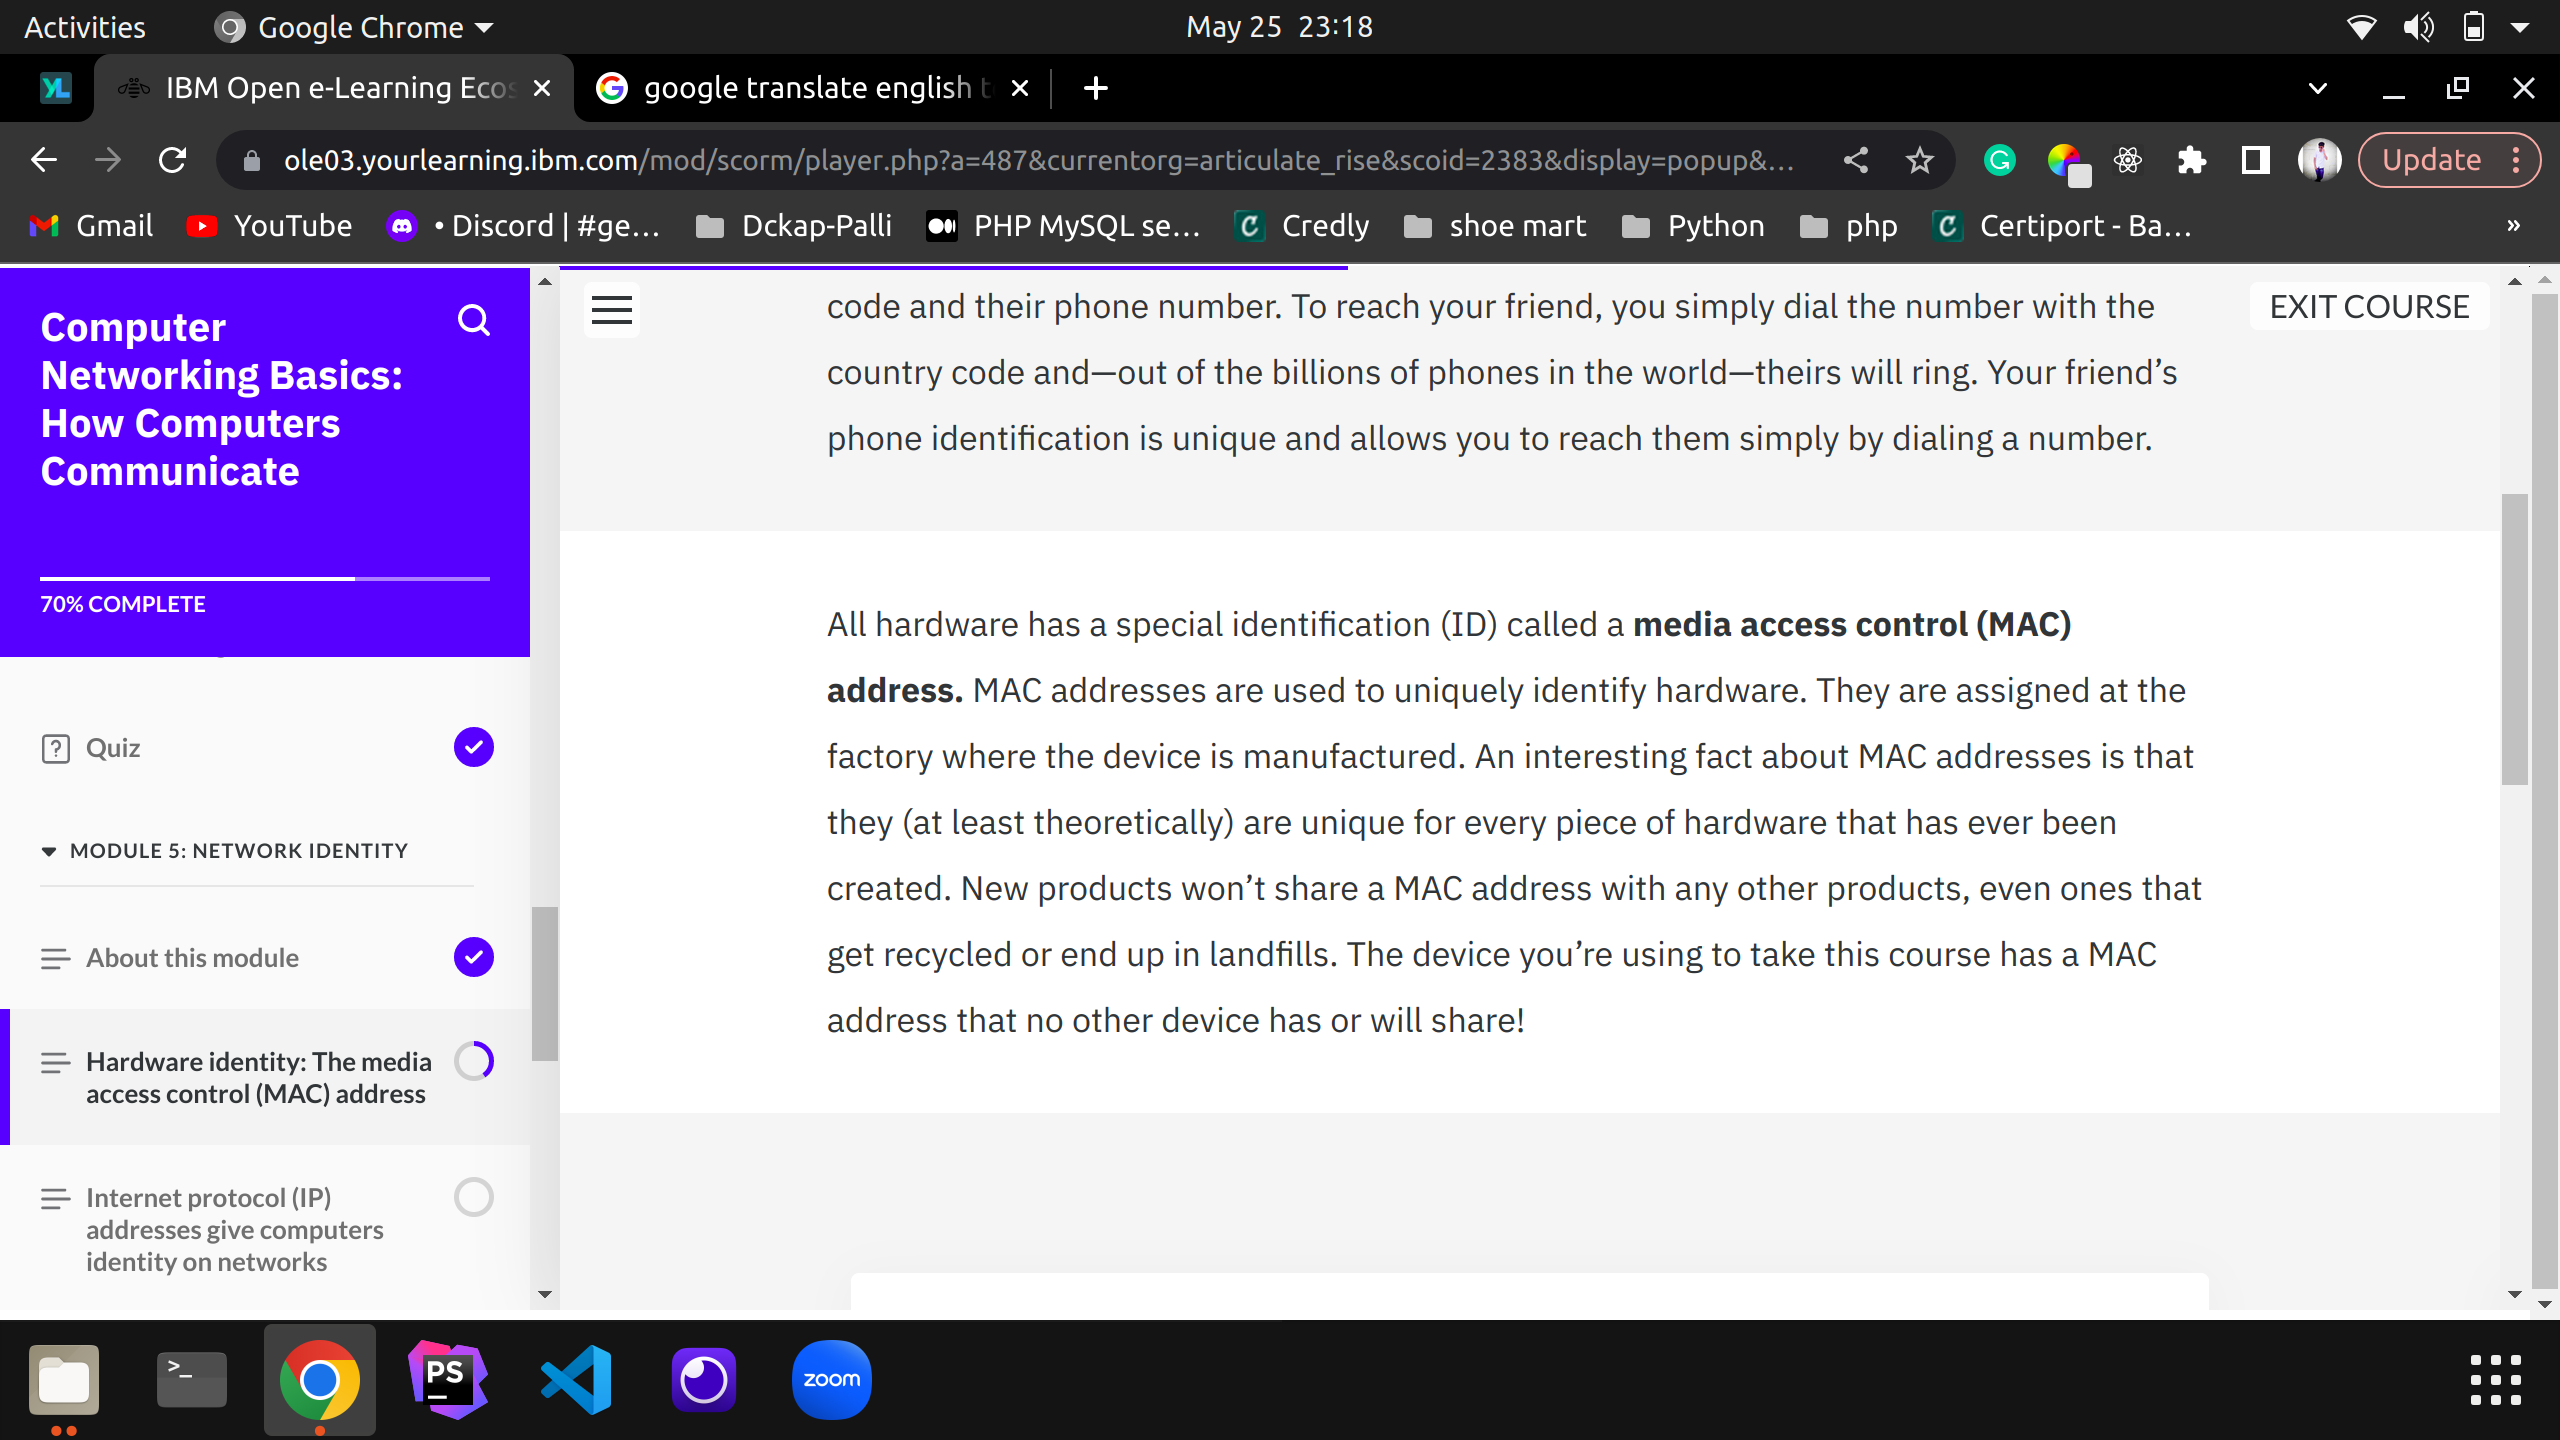 Activities
Google Chrome
May 25 23:18
IBM Open e-Learning Ecos
google translate english t
ole03.yourlearning.ibm.com/mod/scorm/player.php?a=487&currentorg=articulate_rise&scoid=2383&display=popup&…
Update
Gmail
YouTube
• Discord | #ge…
Dckap-Palli
PHP MySQL se…
Credly
shoe mart
Python
php
Certiport - Ba…
»
Computer
Networking Basics:
How Computers
Communicate
70% COMPLETE
Quiz
MODULE 5: NETWORK IDENTITY
About this module
Hardware identity: The media
access control (MAC) address
Internet protocol (IP)
addresses give computers
identity on networks
EXIT COURSE
code and their phone number. To reach your friend, you simply dial the number with the
country code and—out of the billions of phones in the world—theirs will ring. Your friend’s
phone identification is unique and allows you to reach them simply by dialing a number.
All hardware has a special identification (ID) called a media access control (MAC)
address. MAC addresses are used to uniquely identify hardware. They are assigned at the
factory where the device is manufactured. An interesting fact about MAC addresses is that
they (at least theoretically) are unique for every piece of hardware that has ever been
created. New products won’t share a MAC address with any other products, even ones that
get recycled or end up in landfills. The device you’re using to take this course has a MAC
address that no other device has or will share!
PS
zoom